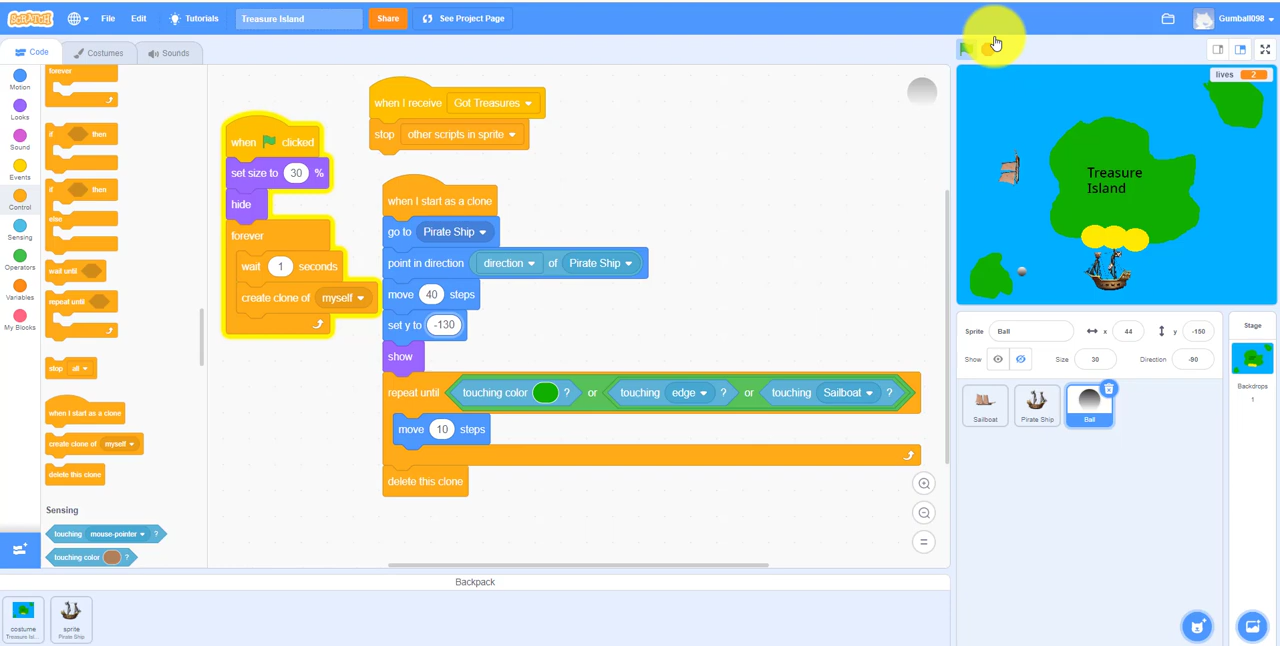 SCRATCH File Edit Tutorials Treasure Island Share See Project Page Gumball098
Code Costumes Sounds
Motion
Looks
Sound
Events
Control
Sensing
Operators
Variables
My Blocks
forever
if then
if then
else
wait until
repeat until
stop all
when I start as a clone
create clone of myself
delete this clone
Sensing
touching mouse-pointer ?
touching color ?
when clicked
set size to 30 %
hide
forever
wait 1 seconds
create clone of myself
when I receive Got Treasures
stop other scripts in sprite
when I start as a clone
go to Pirate Ship
point in direction direction of Pirate Ship
move 40 steps
set y to -130
show
repeat until touching color ? or touching edge ? or touching Sailboat ?
move 10 steps
delete this clone
lives 2
Treasure
Island
Sprite Ball x 44 y -150
Show Size 30 Direction -90
Sailboat Pirate Ship Ball
Stage
Backdrops
1
Backpack
costume
Treasure Isl...
sprite
Pirate Ship